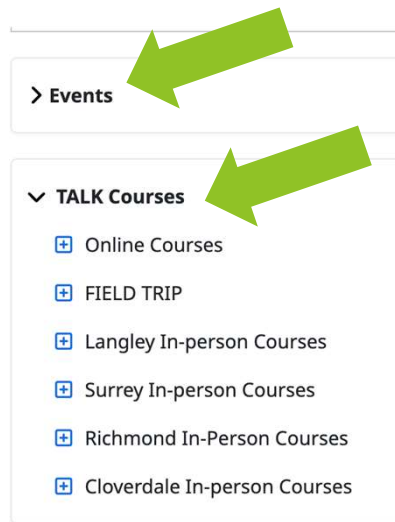 Events
TALK Courses
Online Courses
FIELD TRIP
Langley In-person Courses
Surrey In-person Courses
Richmond In-Person Courses
Cloverdale In-person Courses